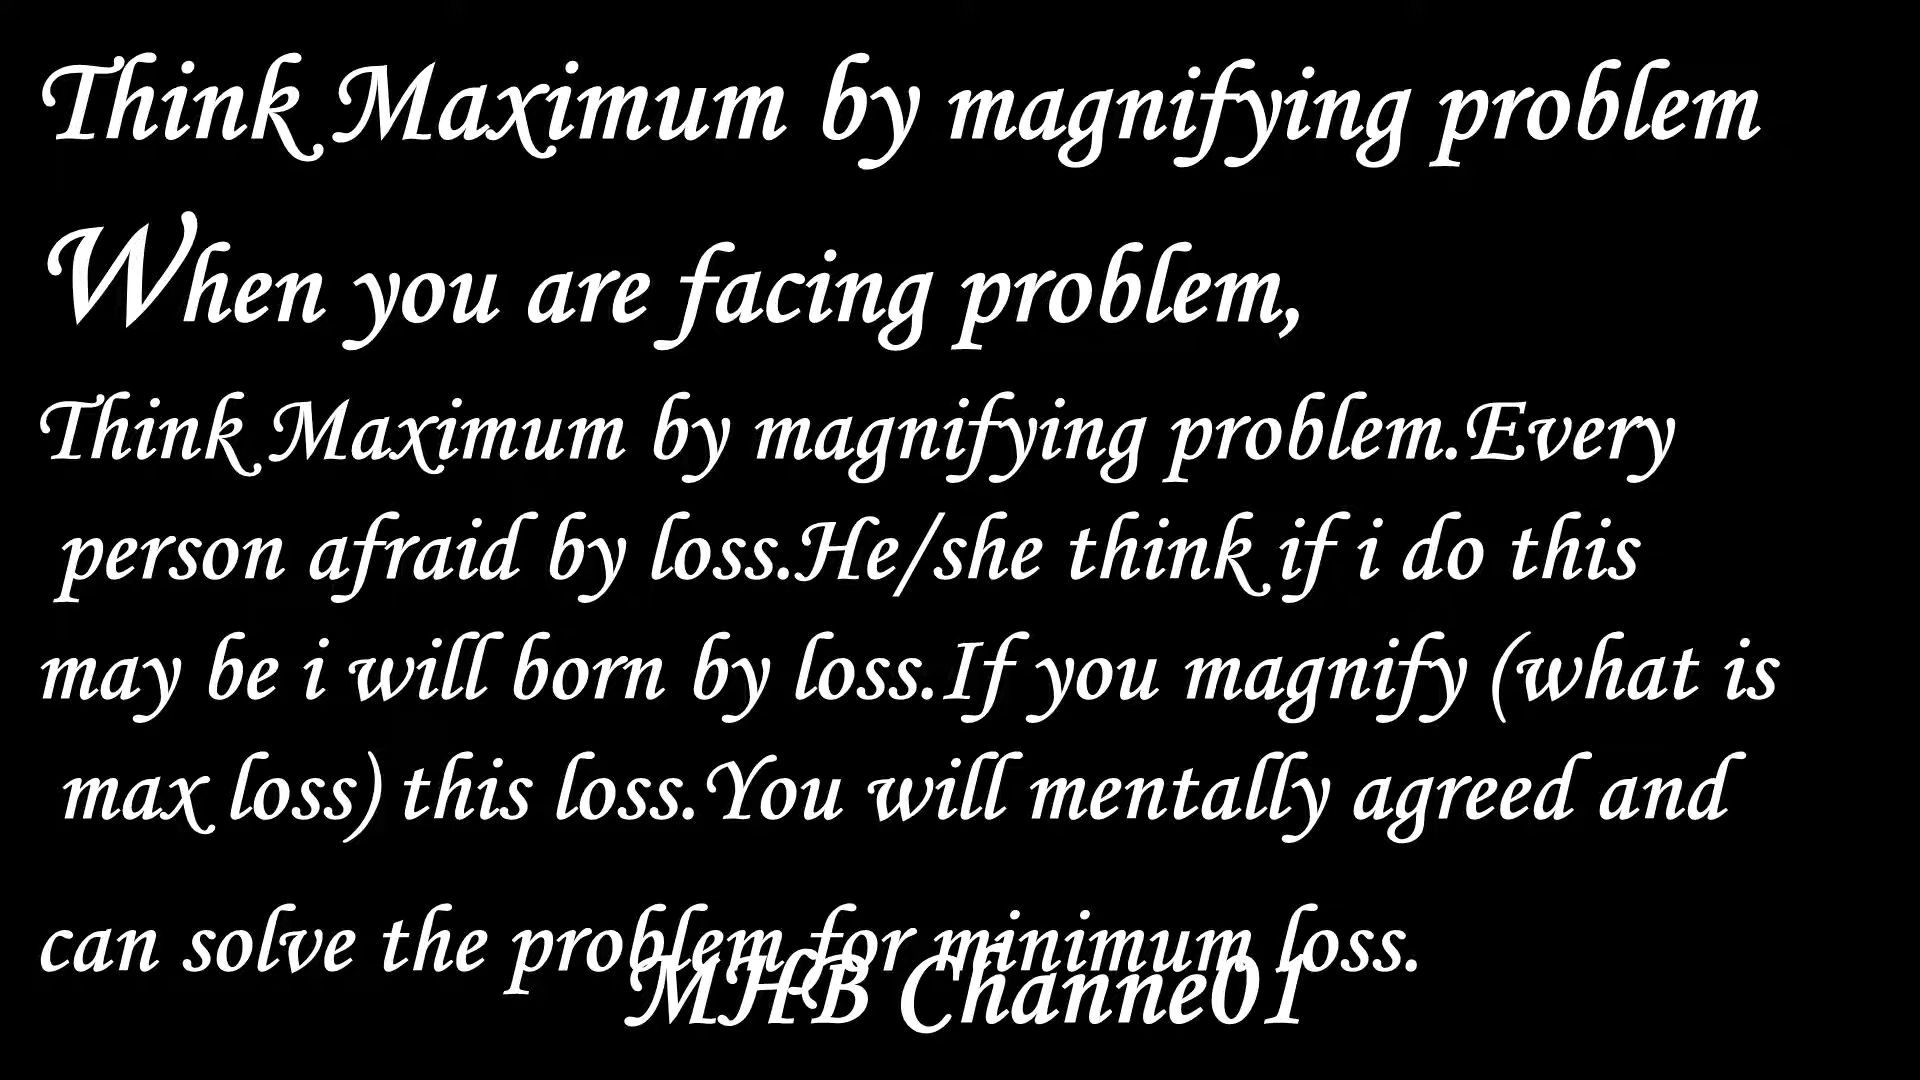 Think Maximum by magnifying problem
When you are facing problem,
Think Maximum by magnifying problem.Every
person afraid by loss.He/she think if i do this
may be i will born by loss.If you magnify (what is
max loss) this loss.You will mentally agreed and
can solve the problem for minimum loss.
MHB Channe01